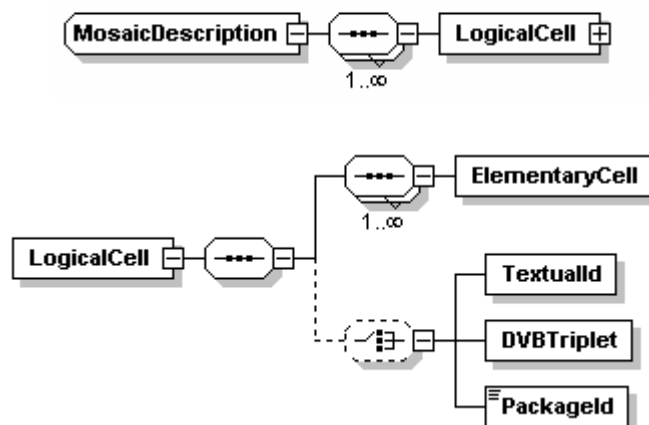 MosaicDescription
LogicalCell
1..∞
ElementaryCell
1..∞
LogicalCell
TextualId
DVBTriplet
PackageId